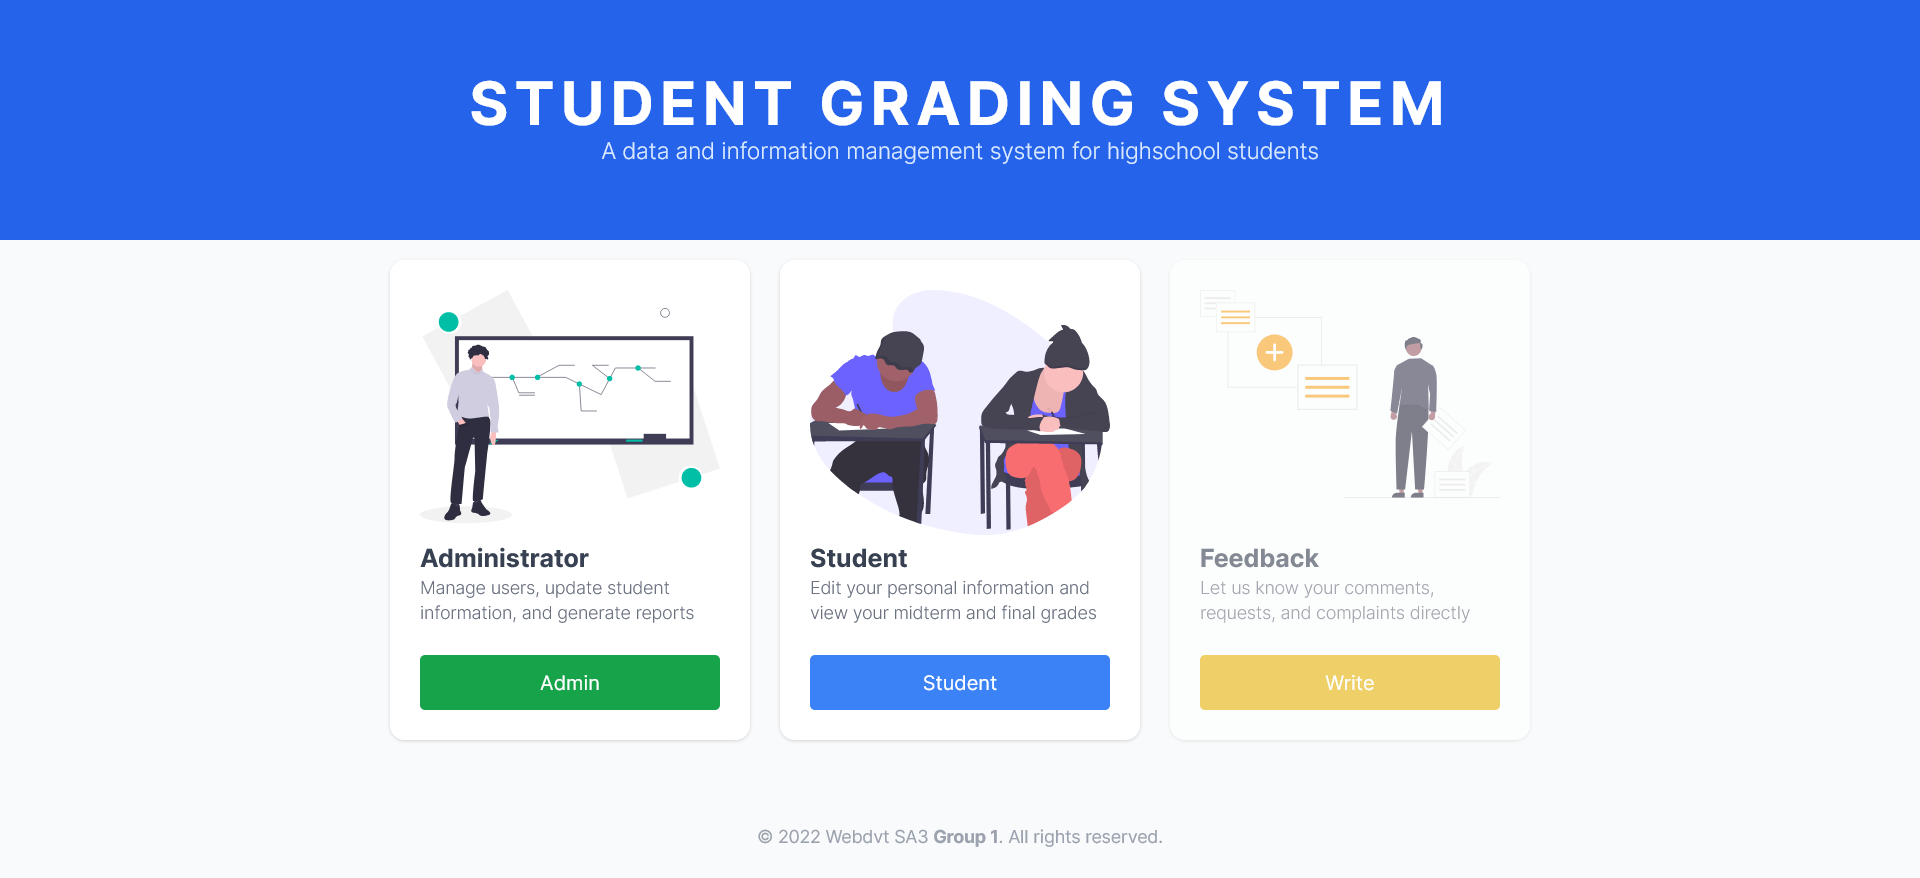 STUDENT GRADING SYSTEM
A data and information management system for highschool students
Administrator
Manage users, update student
information, and generate reports
Admin
Student
Edit your personal information and
view your midterm and final grades
Student
Feedback
Let us know your comments,
requests, and complaints directly
Write
© 2022 Webdvt SA3 Group 1. All rights reserved.